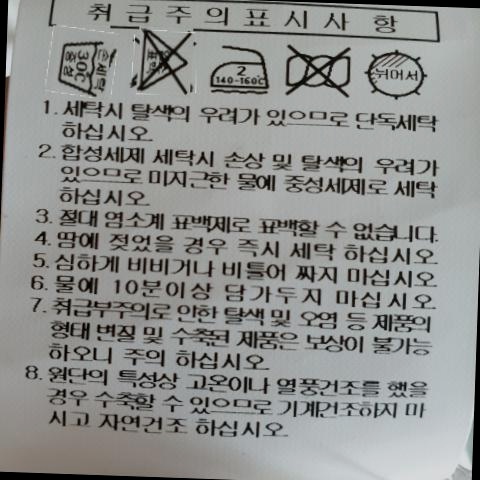 취급주의표시사항
손세탁 30℃ 중성
염소 표백
2 140-160℃
뉘어서
1. 세탁시 탈색의 우려가 있으므로 단독세탁
하십시오.
2. 합성세제 세탁시 손상 및 탈색의 우려가
있으므로 미지근한 물에 중성세제로 세탁
하십시오.
3. 절대 염소계 표백제로 표백할 수 없습니다.
4. 땀에 젖었을 경우 즉시 세탁 하십시오
5. 심하게 비비거나 비틀어 짜지 마십시오
6. 물에 10분이상 담가두지 마십시오
7. 취급부주의로 인한 탈색 및 오염 등 제품의
형태 변질 및 수축된 제품은 보상이 불가능
하오니 주의 하십시오
8. 원단의 특성상 고온이나 열풍건조를 했을
경우 수축할 수 있으므로 기계건조하지 마
시고 자연건조 하십시오.